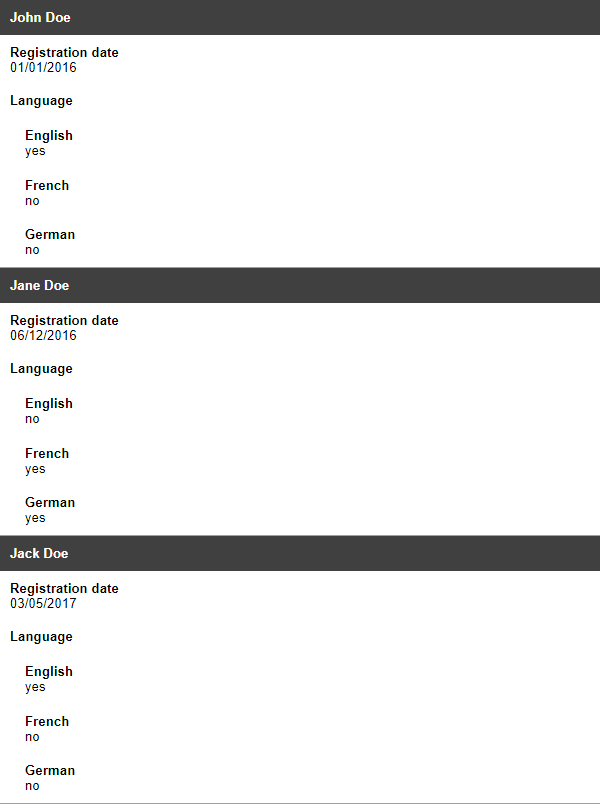 John Doe
Registration date
01/01/2016
Language
English
yes
French
no
German
no
Jane Doe
Registration date
06/12/2016
Language
English
no
French
yes
German
yes
Jack Doe
Registration date
03/05/2017
Language
English
yes
French
no
German
no